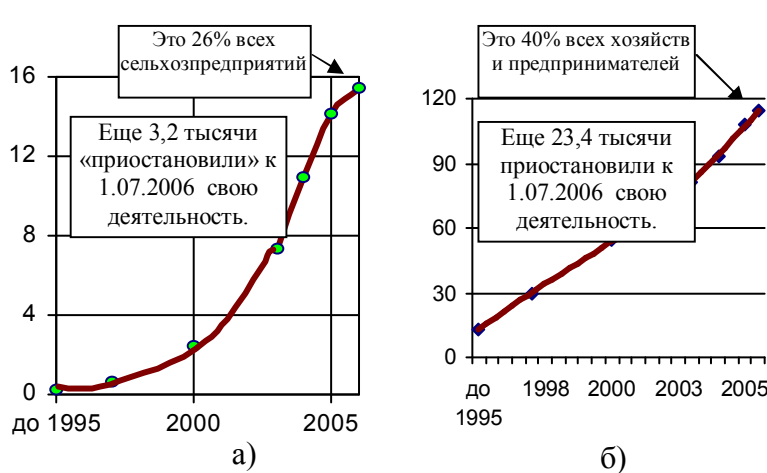 Это 26% всех
сельхозпредприятий
16
12
8
4
0
Еще 3,2 тысячи
«приостановили» к
1.07.2006 свою
деятельность.
до 1995
2000
2005
а)
Это 40% всех хозяйств
и предпринимателей
120
90
60
30
0
Еще 23,4 тысячи
приостановили к
1.07.2006 свою
деятельность.
до
1995
1998
2000
2003
2005
б)